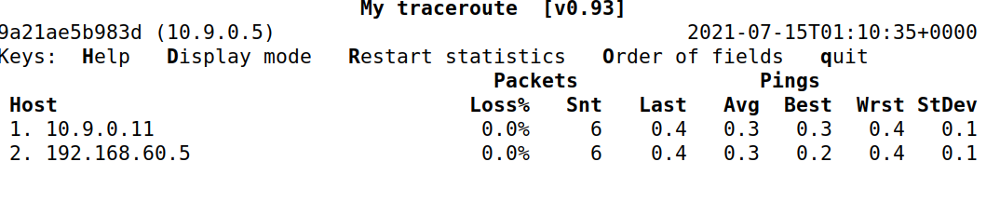 My traceroute  [v0.93]
9a21ae5b983d (10.9.0.5)                                  2021-07-15T01:10:35+0000
Keys:  Help   Display mode   Restart statistics   Order of fields   quit
                                         Packets               Pings
 Host                                  Loss%   Snt   Last   Avg  Best  Wrst StDev
 1. 10.9.0.11                           0.0%     6    0.4   0.3   0.3   0.4   0.1
 2. 192.168.60.5                        0.0%     6    0.4   0.3   0.2   0.4   0.1